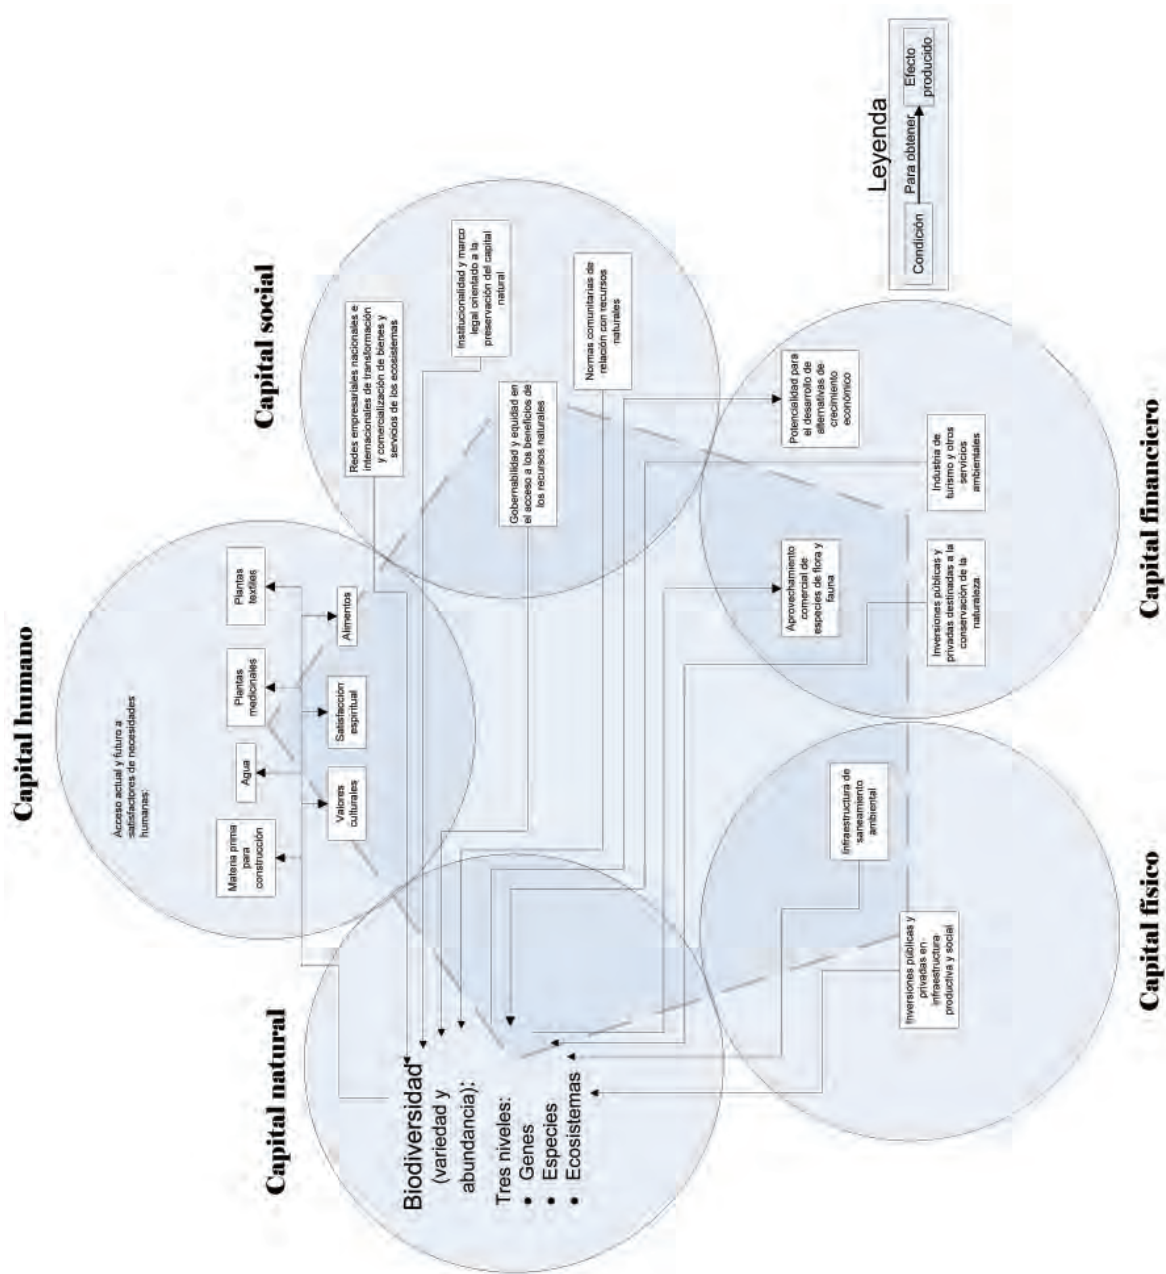 Capital humano
Acceso actual y futuro a
satisfactores de necesidades
humanas:
Materia prima
para
construcción
Agua
Plantas
medicinales
Plantas
textiles
Valores
culturales
Satisfacción
espiritual
Alimentos
Capital natural
Biodiversidad
(variedad y
abundancia):
Tres niveles:
• Genes
• Especies
• Ecosistemas
Capital social
Redes empresariales nacionales e
internacionales de transformación
y comercialización de bienes y
servicios de los ecosistemas
Institucionalidad y marco
legal orientado a la
preservación del capital
natural
Gobernabilidad y equidad en
el acceso a los beneficios de
los recursos naturales
Normas comunitarias de
relación con recursos
naturales
Capital físico
Infraestructura de
saneamiento
ambiental
Inversiones públicas y
privadas en
infraestructura
productiva y social
Capital financiero
Aprovechamiento
comercial de
especies de flora y
fauna
Potencialidad para
el desarrollo de
alternativas de
crecimiento
económico
Inversiones públicas y
privadas destinadas a la
conservación de la
naturaleza.
Industria de
turismo y otros
servicios
ambientales
Leyenda
Condición
Para obtener
Efecto
producido